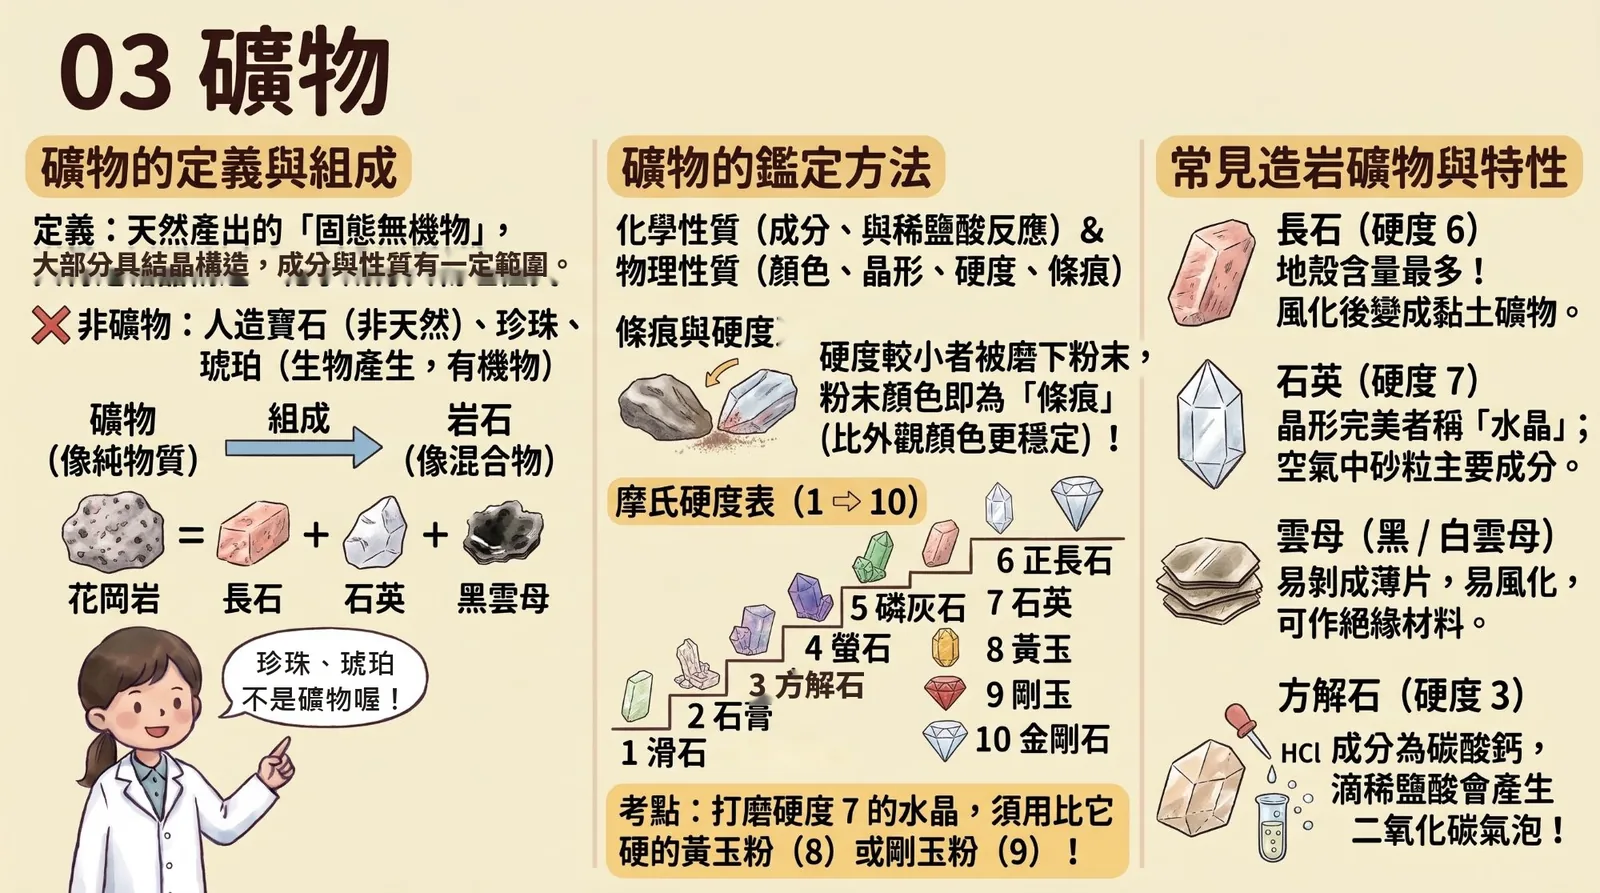 03 礦物
礦物的定義與組成
定義：天然產出的「固態無機物」，
大部分具結晶構造，成分與性質有一定範圍。
非礦物：人造寶石（非天然）、珍珠、
琥珀（生物產生，有機物）
礦物
（像純物質）
組成
岩石
（像混合物）
=
+
+
花岡岩
長石
石英
黑雲母
珍珠、琥珀
不是礦物喔！
礦物的鑑定方法
化學性質（成分、與稀鹽酸反應）&
物理性質（顏色、晶形、硬度、條痕）
條痕與硬度
硬度較小者被磨下粉末，
粉末顏色即為「條痕」
(比外觀顏色更穩定）！
摩氏硬度表（1⇨10）
1 滑石
2 石膏
3 方解石
4 螢石
5 磷灰石
6 正長石
7 石英
8 黃玉
9 剛玉
10 金剛石
考點：打磨硬度 7 的水晶，須用比它
硬的黃玉粉（8）或剛玉粉（9）！
常見造岩礦物與特性
長石（硬度 6）
地殼含量最多！
風化後變成黏土礦物。
石英（硬度 7）
晶形完美者稱「水晶」；
空氣中砂粒主要成分。
雲母（黑 / 白雲母）
易剝成薄片，易風化，
可作絕緣材料。
方解石（硬度 3）
HCl 成分為碳酸鈣，
滴稀鹽酸會產生
二氧化碳氣泡！